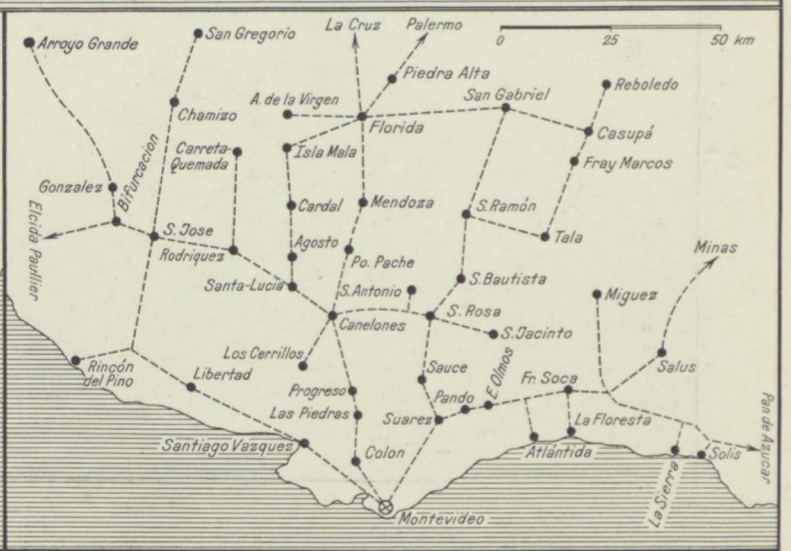 Arroyo Grande
San Gregorio
La Cruz
Palermo
0 25 50 km
Piedra Alta
Reboledo
Chamizo
A. de la Virgen
San Gabriel
Florida
Casupá
Bifurcacion
Carreta-
Quemada
Isla Mala
Fray Marcos
Gonzalez
Cardal
Mendoza
S. Ramón
Elcida Paullier
S. Jose
Rodriquez
Agosto
Tala
Po. Pache
Minas
Santa-Lucia
S. Antonio
S. Bautista
Miguez
Canelones
S. Rosa
S. Jacinto
Los Cerrillos
Rincón
del Pino
Libertad
Sauce
E. Olmos
Salus
Progreso
Pando
Fr. Soca
Las Piedras
Suarez
La Floresta
Pan de Azucar
Santiago Vazquez
Colon
Atlántida
La Sierra
Solis
Montevideo